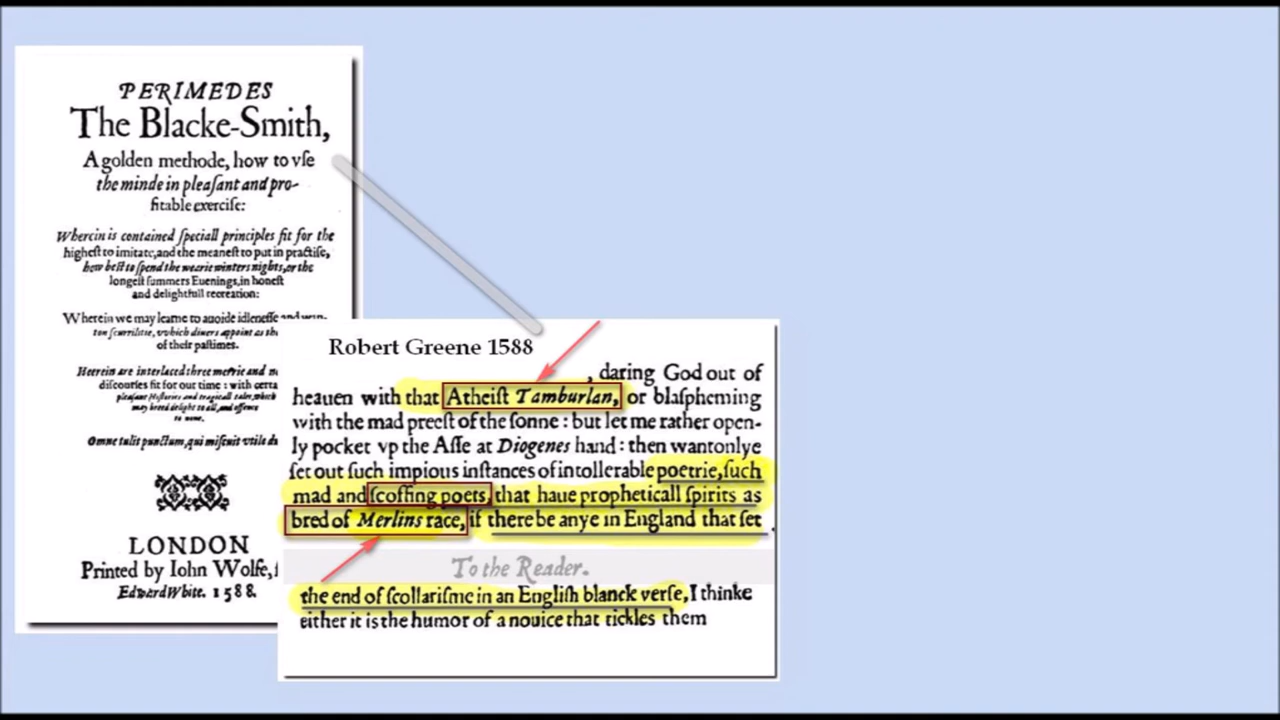 PERIMEDES
The Blacke-Smith,
A golden methode, how to vſe
the minde in pleaſant and pro-
fitable exerciſe:
Wherein is contained ſpeciall principles fit for the
higheſt to imitate, and the meaneſt to put in practiſe,
how beſt to ſpend the wearie winters nights, or the
longeſt ſummers Euenings, in honeſt
and delightfull recreation:
Wherein we may learne to auoide idleneſſe and wan-
ton ſcurrilitie, which diuers appoint as th
of their paſtimes.
Heerein are interlaced three merrie and n
diſcourſes fit for our time: with certa
pleaſant Hiſtories and tragicall tales, which
may breed delight to all, and offence
to none.
Omne tulit punctum, qui miſcuit vtile d
LONDON
Printed by Iohn Wolfe, f
Edward White. 1588.
Robert Greene 1588
, daring God out of
heauen with that Atheiſt Tamburlan, or blaſpheming
with the mad preeſt of the ſonne: but let me rather open-
ly pocket vp the Aſſe at Diogenes hand: then wantonlye
ſet out ſuch impious inſtances of intollerable poetrie, ſuch
mad and ſcoffing poets, that haue propheticall ſpirits as
bred of Merlins race, if there be anye in England that ſet
To the Reader.
the end of ſcollariſme in an Engliſh blanck verſe, I thinke
either it is the humor of a nouice that tickles them